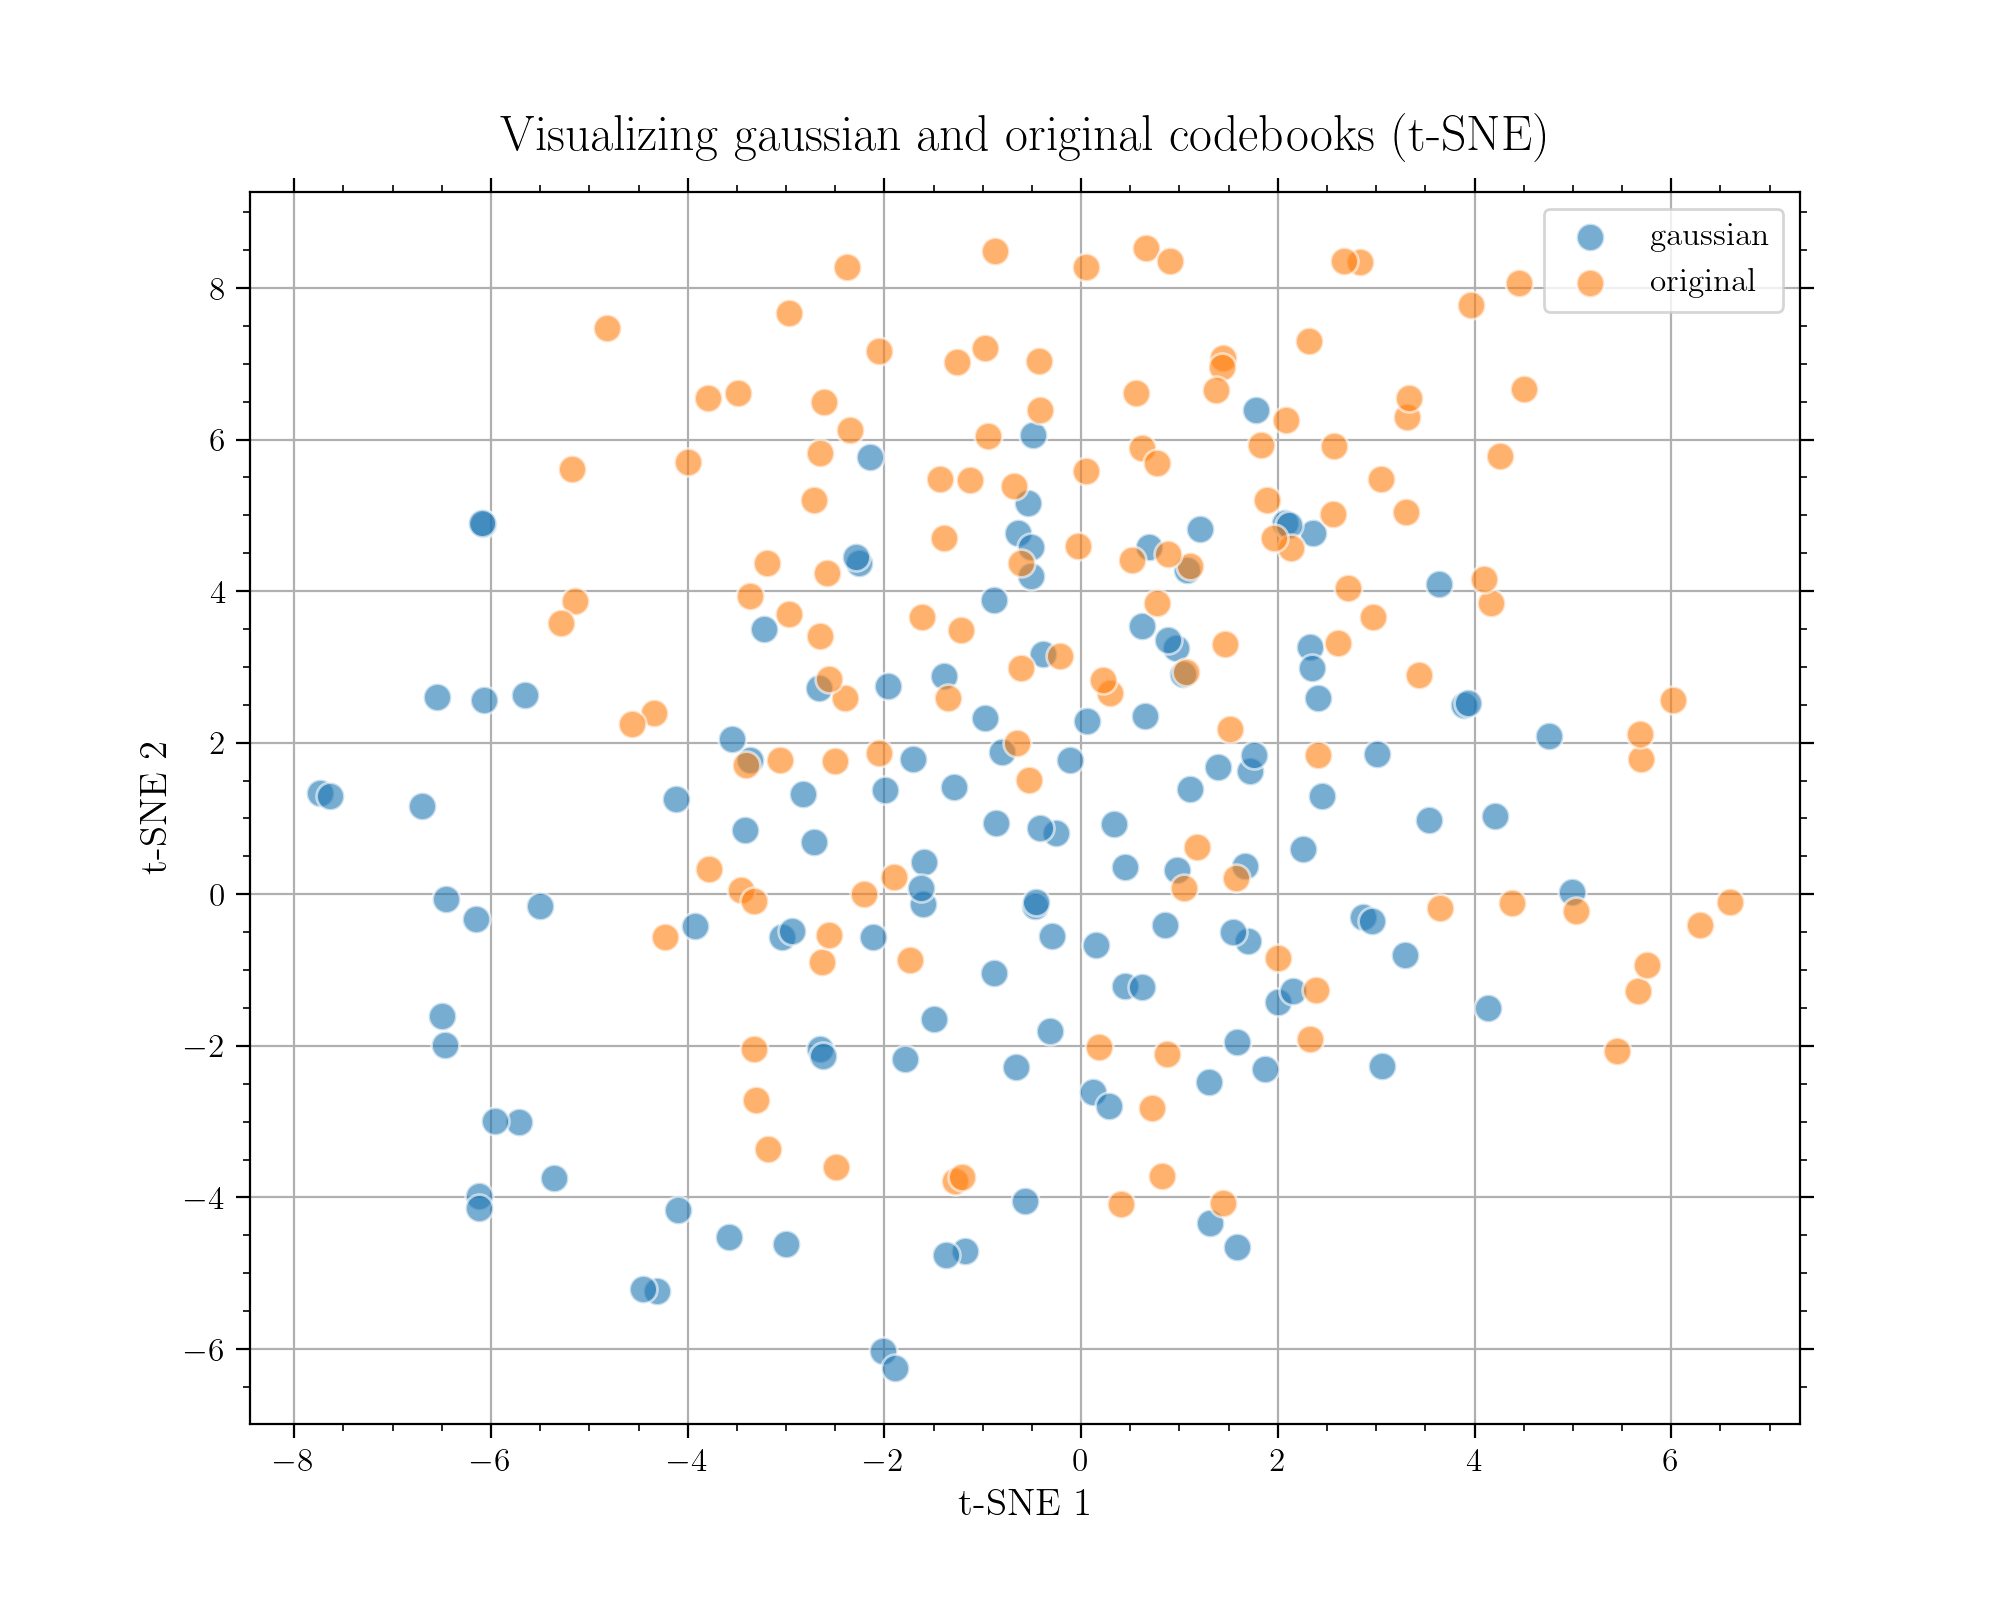 Visualizing gaussian and original codebooks (t-SNE)
gaussian
original
t-SNE 2
8
6
4
2
0
−2
−4
−6
−8 −6 −4 −2 0 2 4 6
t-SNE 1